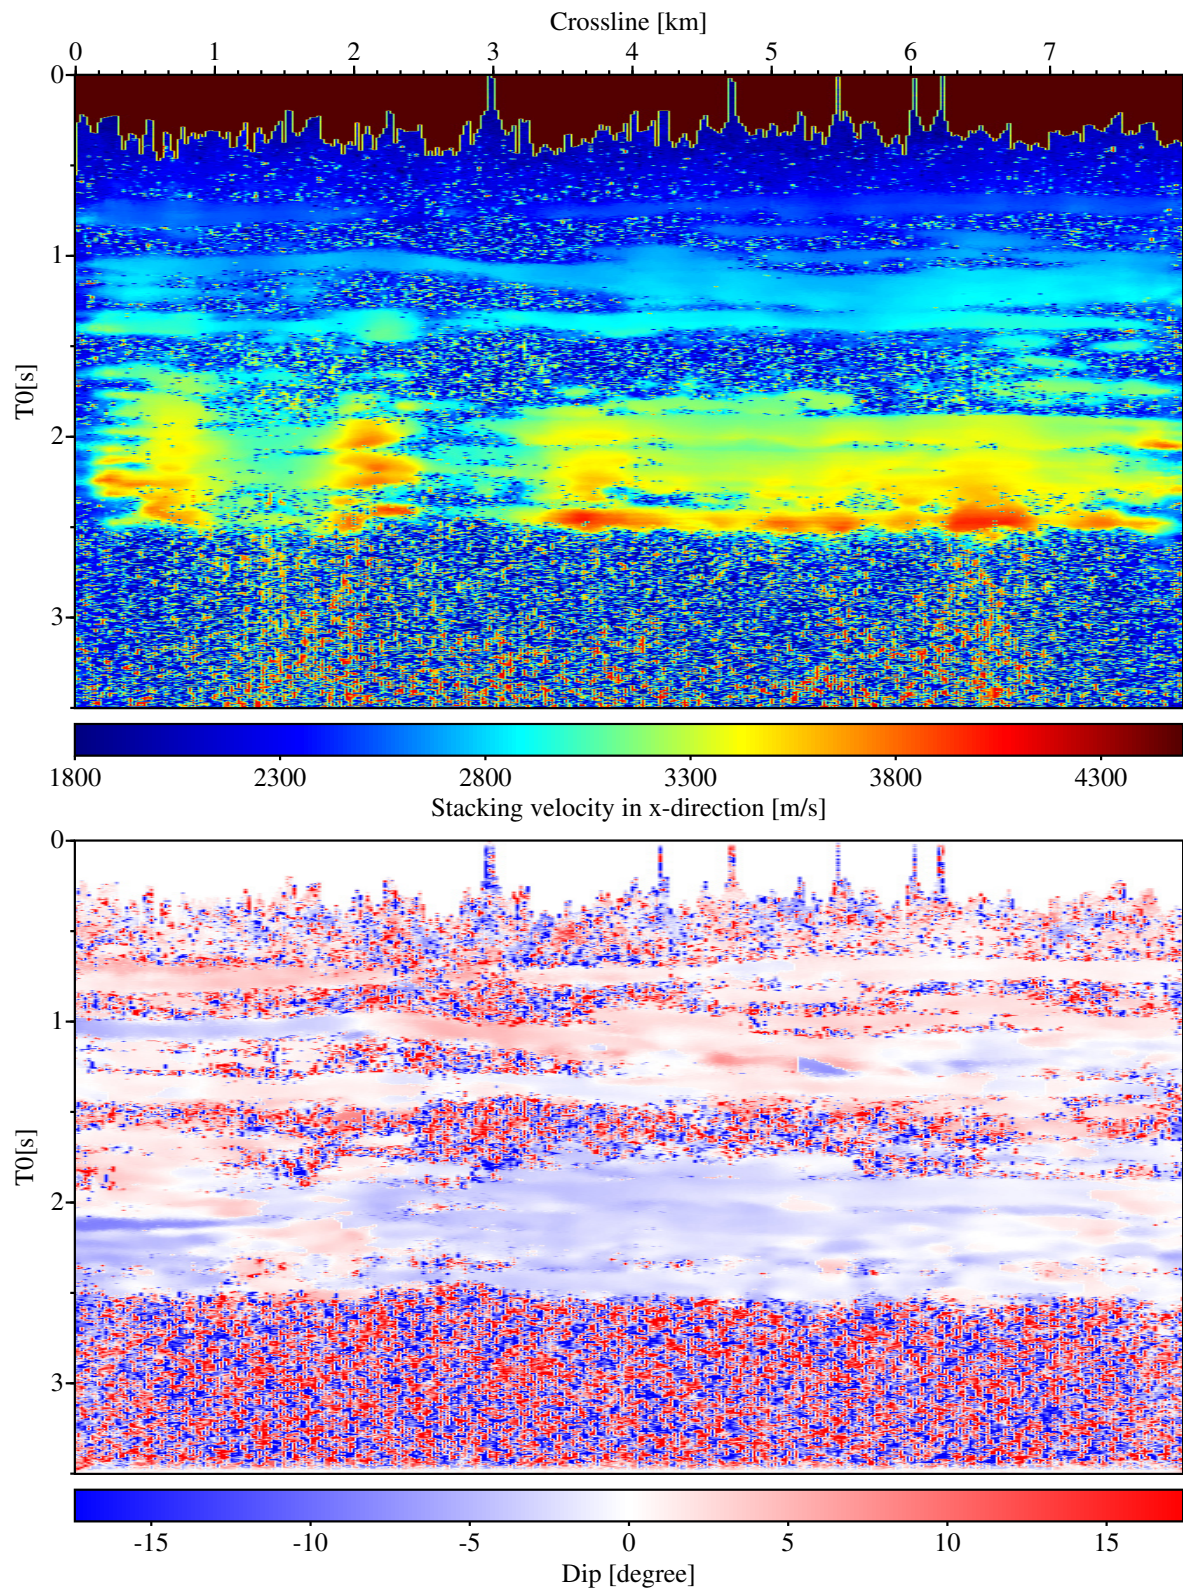 Crossline [km]
0 1 2 3 4 5 6 7
0
1
2
3
T0[s]
1800 2300 2800 3300 3800 4300
Stacking velocity in x-direction [m/s]
0
1
2
3
T0[s]
-15 -10 -5 0 5 10 15
Dip [degree]